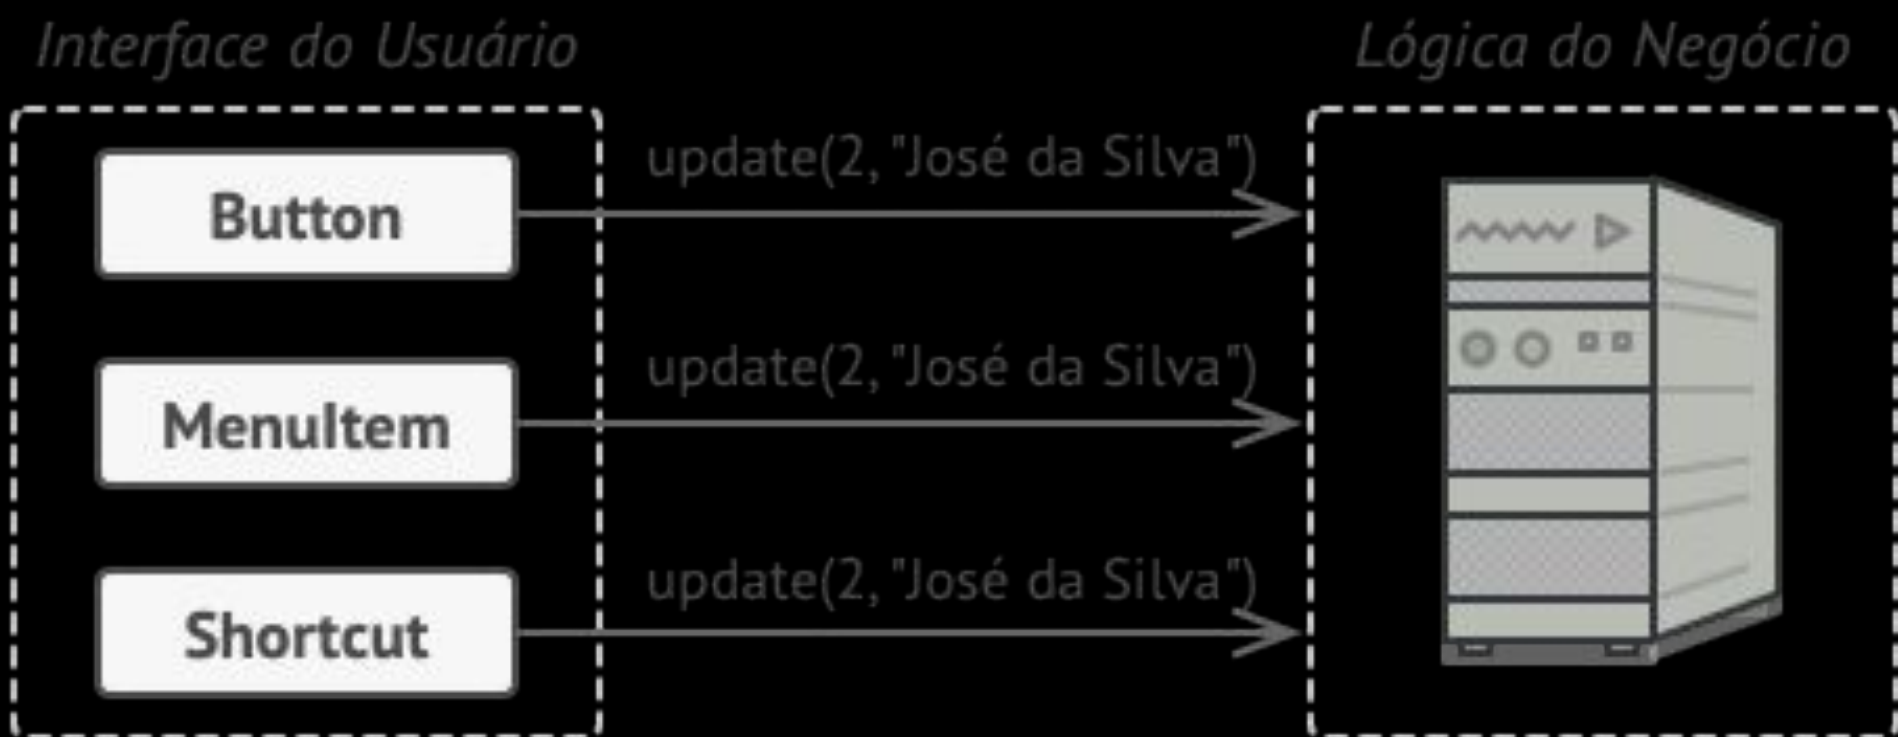 Interface do Usuário
Lógica do Negócio
Button
update(2, "José da Silva")
MenuItem
update(2, "José da Silva")
Shortcut
update(2, "José da Silva")